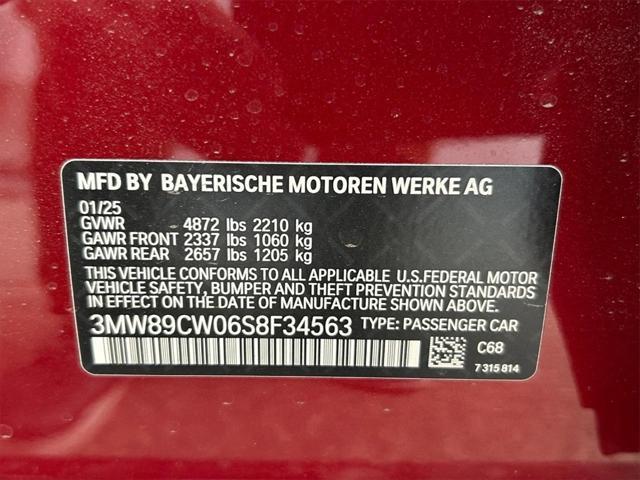 MFD BY BAYERISCHE MOTOREN WERKE AG
01/25
GVWR 4872 lbs 2210 kg
GAWR FRONT 2337 lbs 1060 kg
GAWR REAR 2657 lbs 1205 kg
THIS VEHICLE CONFORMS TO ALL APPLICABLE U.S.FEDERAL MOTOR
VEHICLE SAFETY, BUMPER AND THEFT PREVENTION STANDARDS
IN EFFECT ON THE DATE OF MANUFACTURE SHOWN ABOVE.
3MW89CW06S8F34563 TYPE: PASSENGER CAR
C68
7 315 814